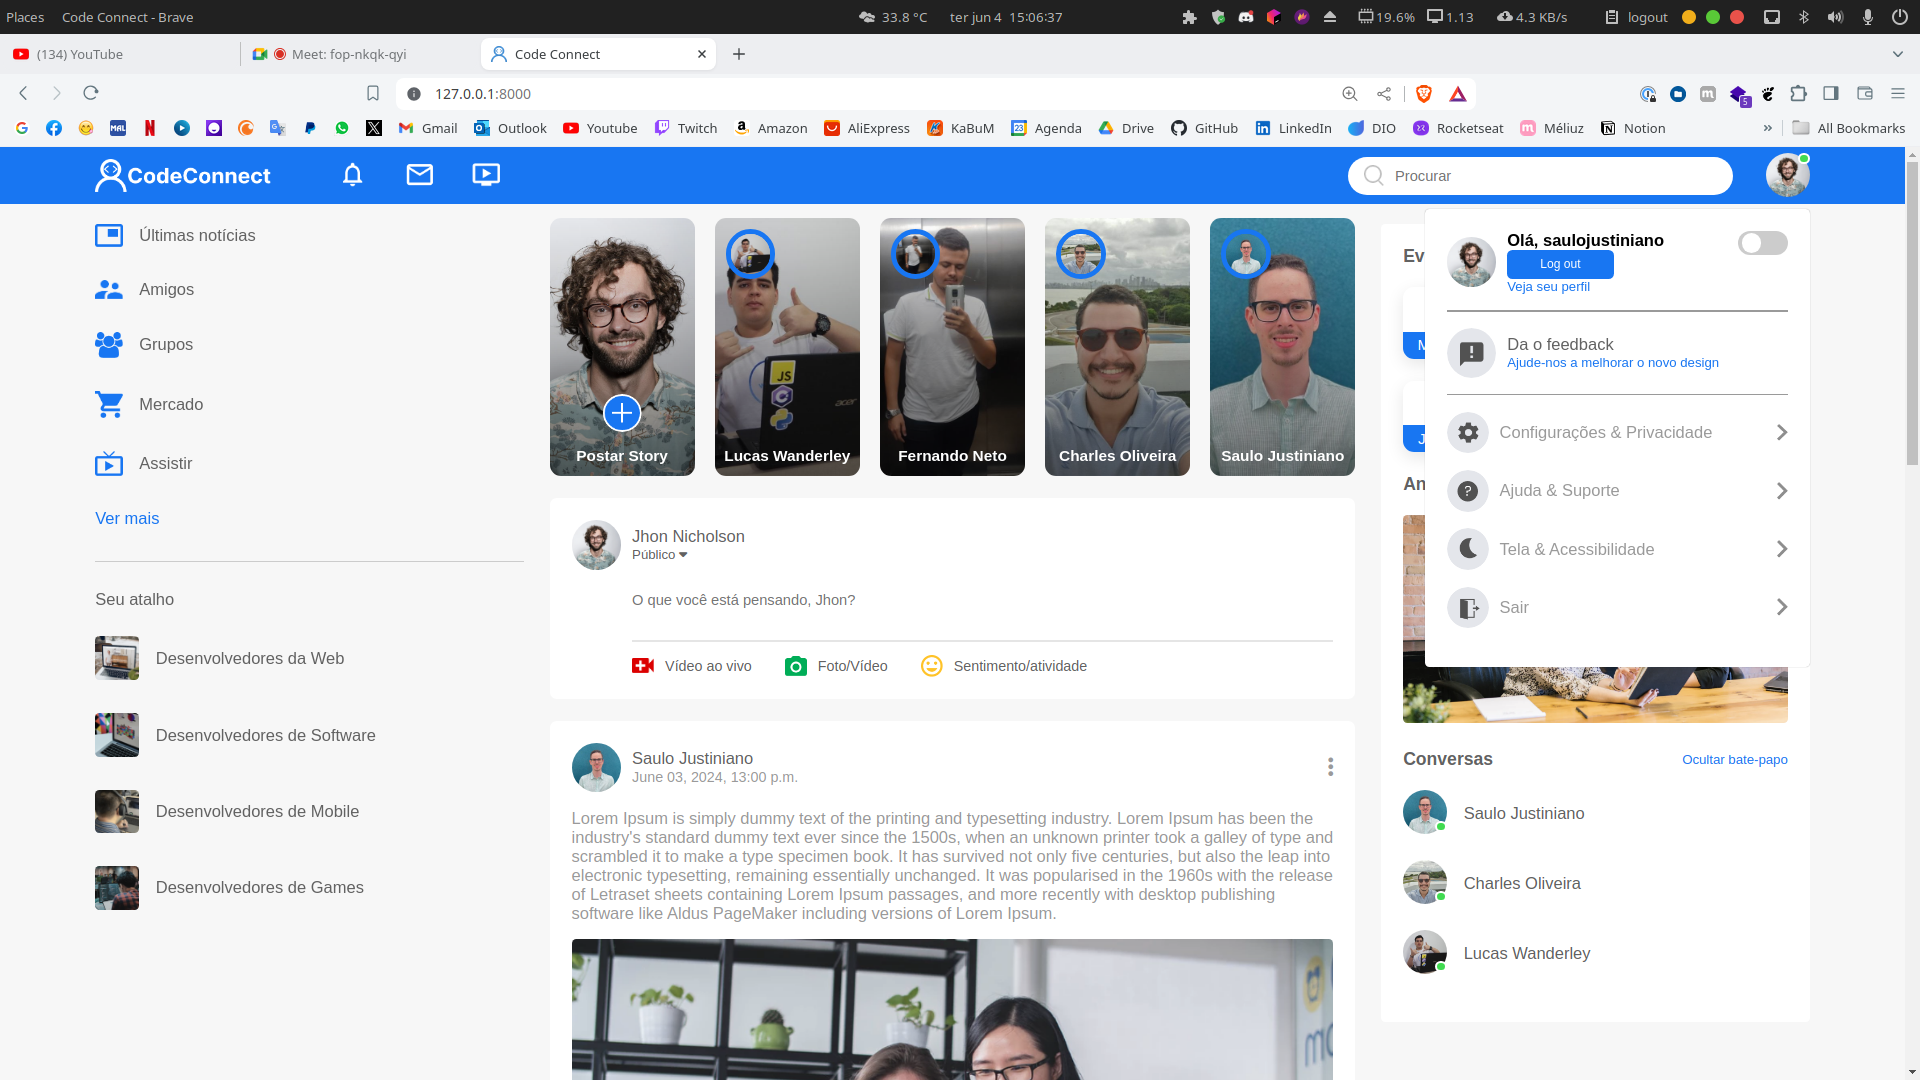 Places Code Connect - Brave 33.8 °C ter jun 4 15:06:37 19.6% 1.13 4.3 KB/s logout
(134) YouTube Meet: fop-nkqk-qyi Code Connect
127.0.0.1:8000
5
MAL Gmail Outlook Youtube Twitch Amazon AliExpress KaBuM Agenda Drive GitHub LinkedIn DIO Rocketseat Méliuz Notion All Bookmarks
CodeConnect
Procurar
Últimas notícias
Amigos
Grupos
Mercado
Assistir
Ver mais
Seu atalho
Desenvolvedores da Web
Desenvolvedores de Software
Desenvolvedores de Mobile
Desenvolvedores de Games
JS
acer
Postar Story
Lucas Wanderley
Fernando Neto
Charles Oliveira
Saulo Justiniano
Jhon Nicholson
Público
O que você está pensando, Jhon?
Vídeo ao vivo Foto/Vídeo Sentimento/atividade
Saulo Justiniano
June 03, 2024, 13:00 p.m.
Lorem Ipsum is simply dummy text of the printing and typesetting industry. Lorem Ipsum has been the
industry's standard dummy text ever since the 1500s, when an unknown printer took a galley of type and
scrambled it to make a type specimen book. It has survived not only five centuries, but also the leap into
electronic typesetting, remaining essentially unchanged. It was popularised in the 1960s with the release
of Letraset sheets containing Lorem Ipsum passages, and more recently with desktop publishing
software like Aldus PageMaker including versions of Lorem Ipsum.
Ev
M
J
An
Olá, saulojustiniano
Log out
Veja seu perfil
Da o feedback
Ajude-nos a melhorar o novo design
Configurações & Privacidade
Ajuda & Suporte
Tela & Acessibilidade
Sair
Conversas Ocultar bate-papo
Saulo Justiniano
Charles Oliveira
Lucas Wanderley